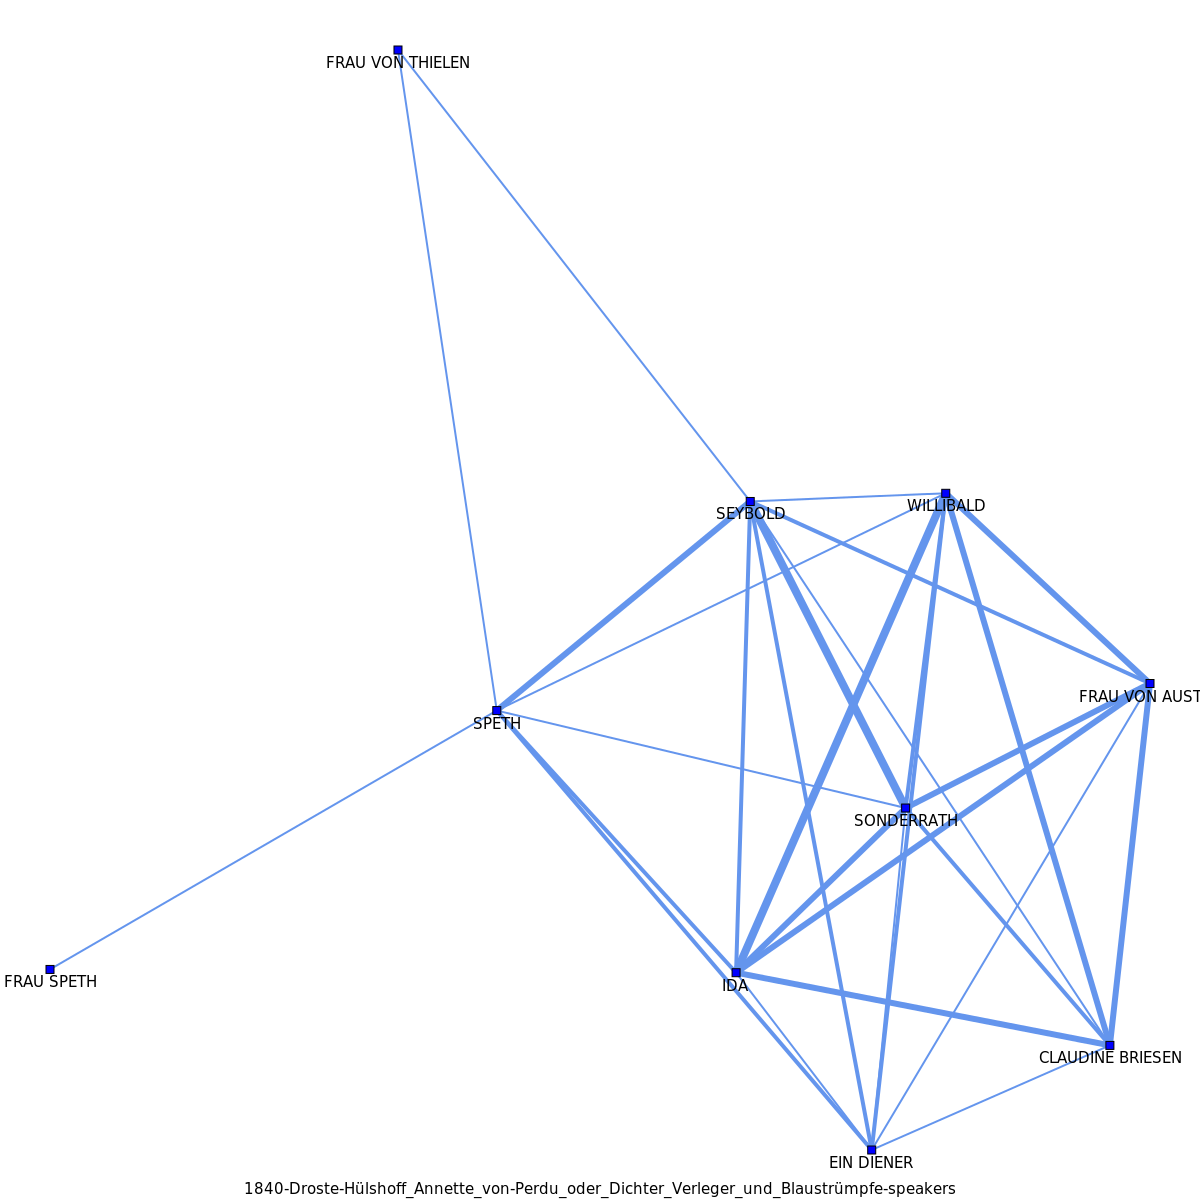 FRAU VON THIELEN
SEYBOLD
WILLIBALD
FRAU VON AUST
SPETH
SONDERRATH
FRAU SPETH
IDA
CLAUDINE BRIESEN
EIN DIENER
1840-Droste-Hülshoff_Annette_von-Perdu_oder_Dichter_Verleger_und_Blaustrümpfe-speakers